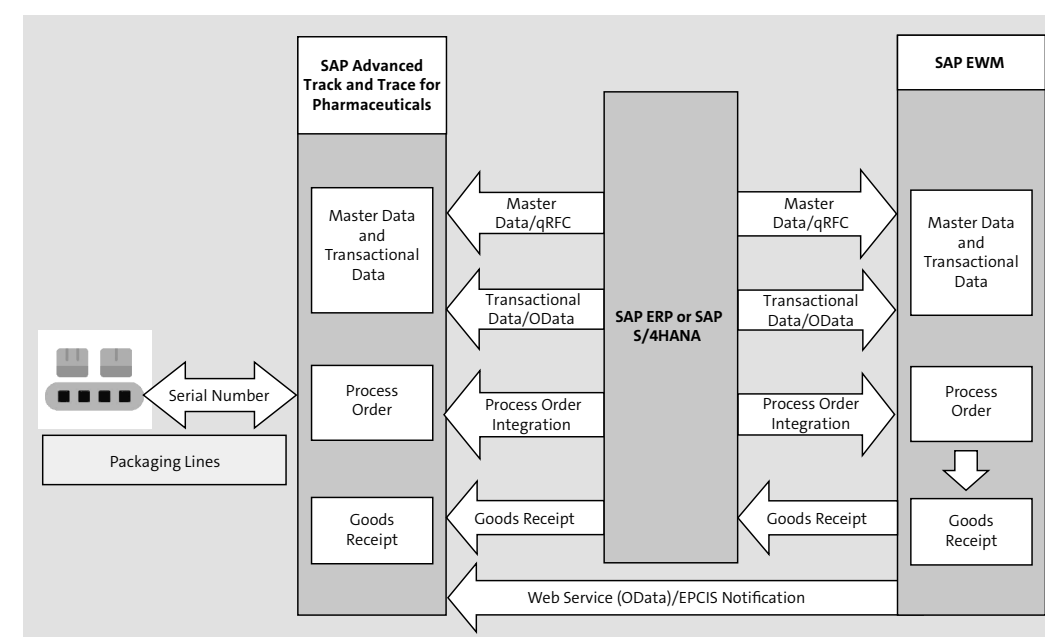 SAP Advanced
Track and Trace for
Pharmaceuticals
SAP EWM
Master
Data/qRFC
Master
Data/qRFC
Master Data
and
Transactional
Data
Master Data
and
Transactional
Data
Transactional
Data/OData
SAP ERP or SAP
S/4HANA
Transactional
Data/OData
Serial Number
Process
Order
Process Order
Integration
Process Order
Integration
Process
Order
Packaging Lines
Goods
Receipt
Goods Receipt
Goods Receipt
Goods
Receipt
Web Service (OData)/EPCIS Notification